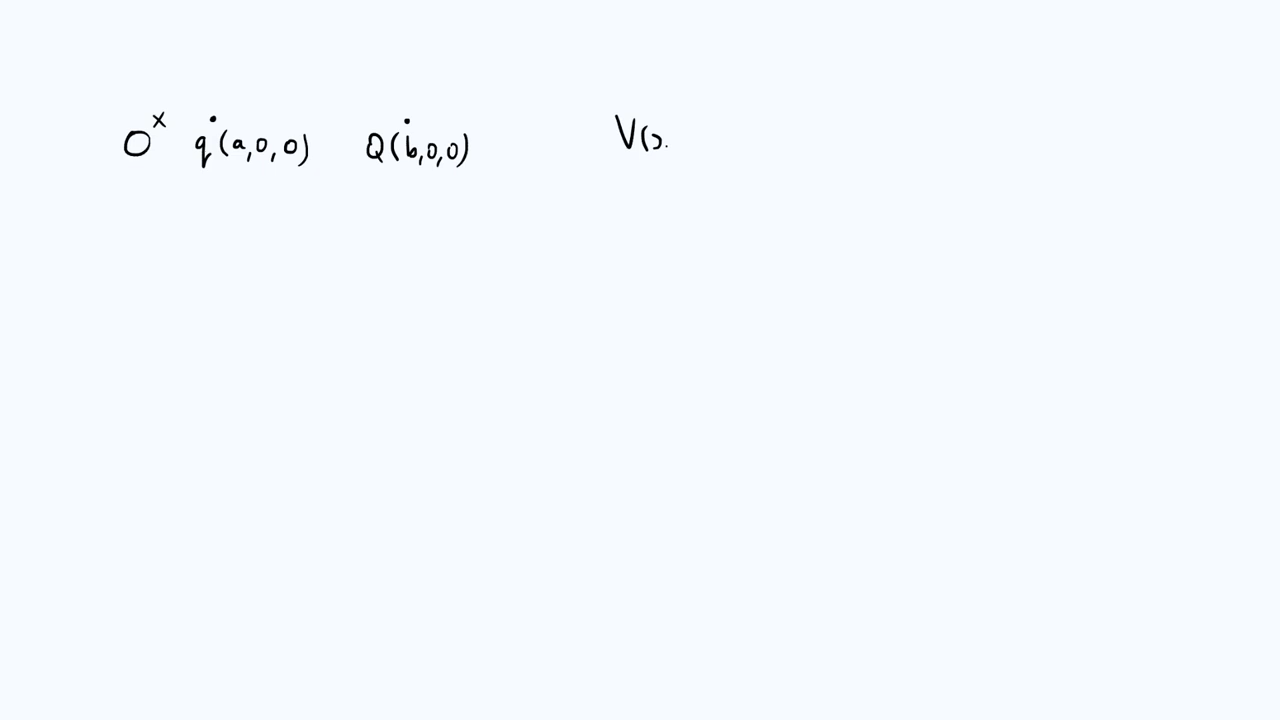 O x q (a,0,0) Q (b,0,0) V(